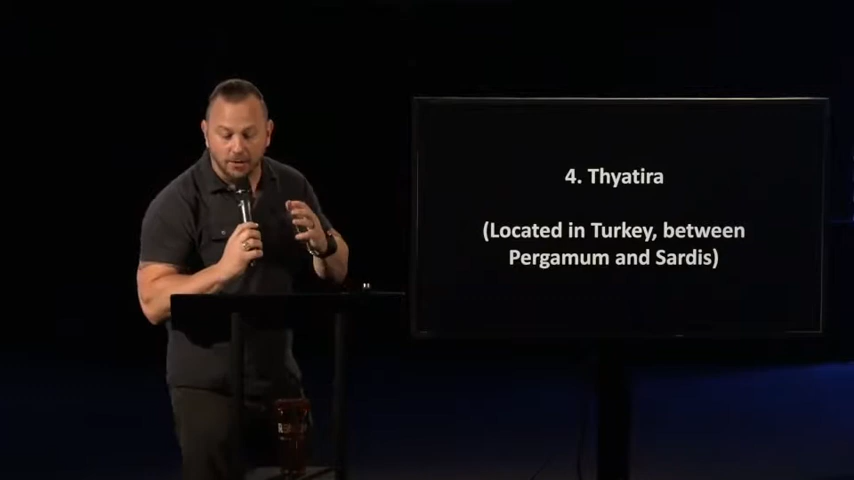 4. Thyatira
(Located in Turkey, between
Pergamum and Sardis)